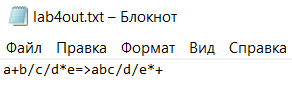 lab4out.txt – Блокнот
Файл Правка Формат Вид Справка
a+b/c/d*e=>abc/d/e*+